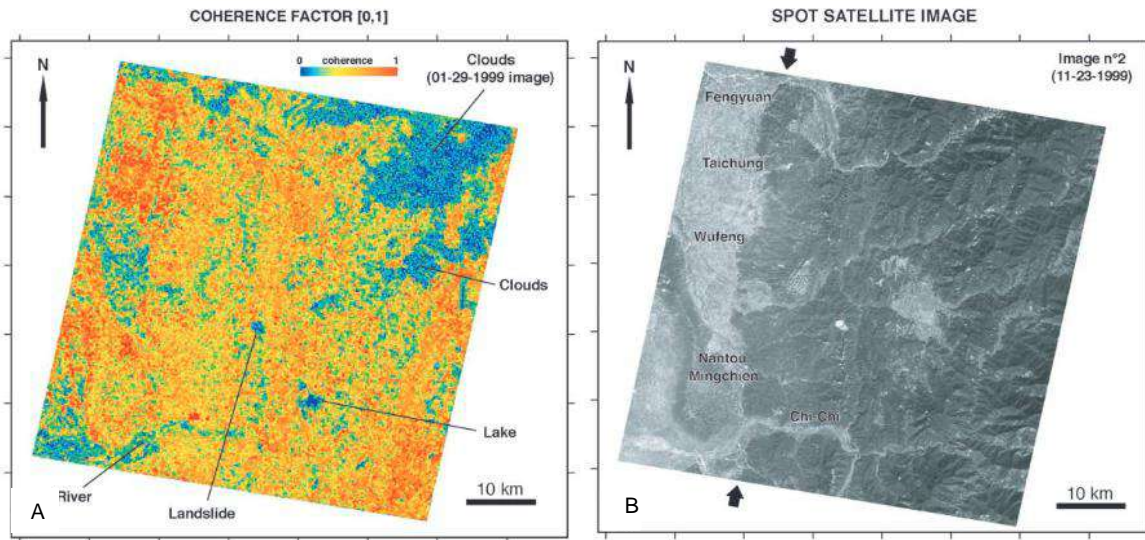 COHERENCE FACTOR [0,1]
N
0 coherence 1
Clouds
(01-29-1999 image)
Clouds
Lake
River
Landslide
10 km
A
SPOT SATELLITE IMAGE
N
Image n°2
(11-23-1999)
Fengyuan
Taichung
Wufeng
Nantou
Mingchien
Chi-Chi
10 km
B